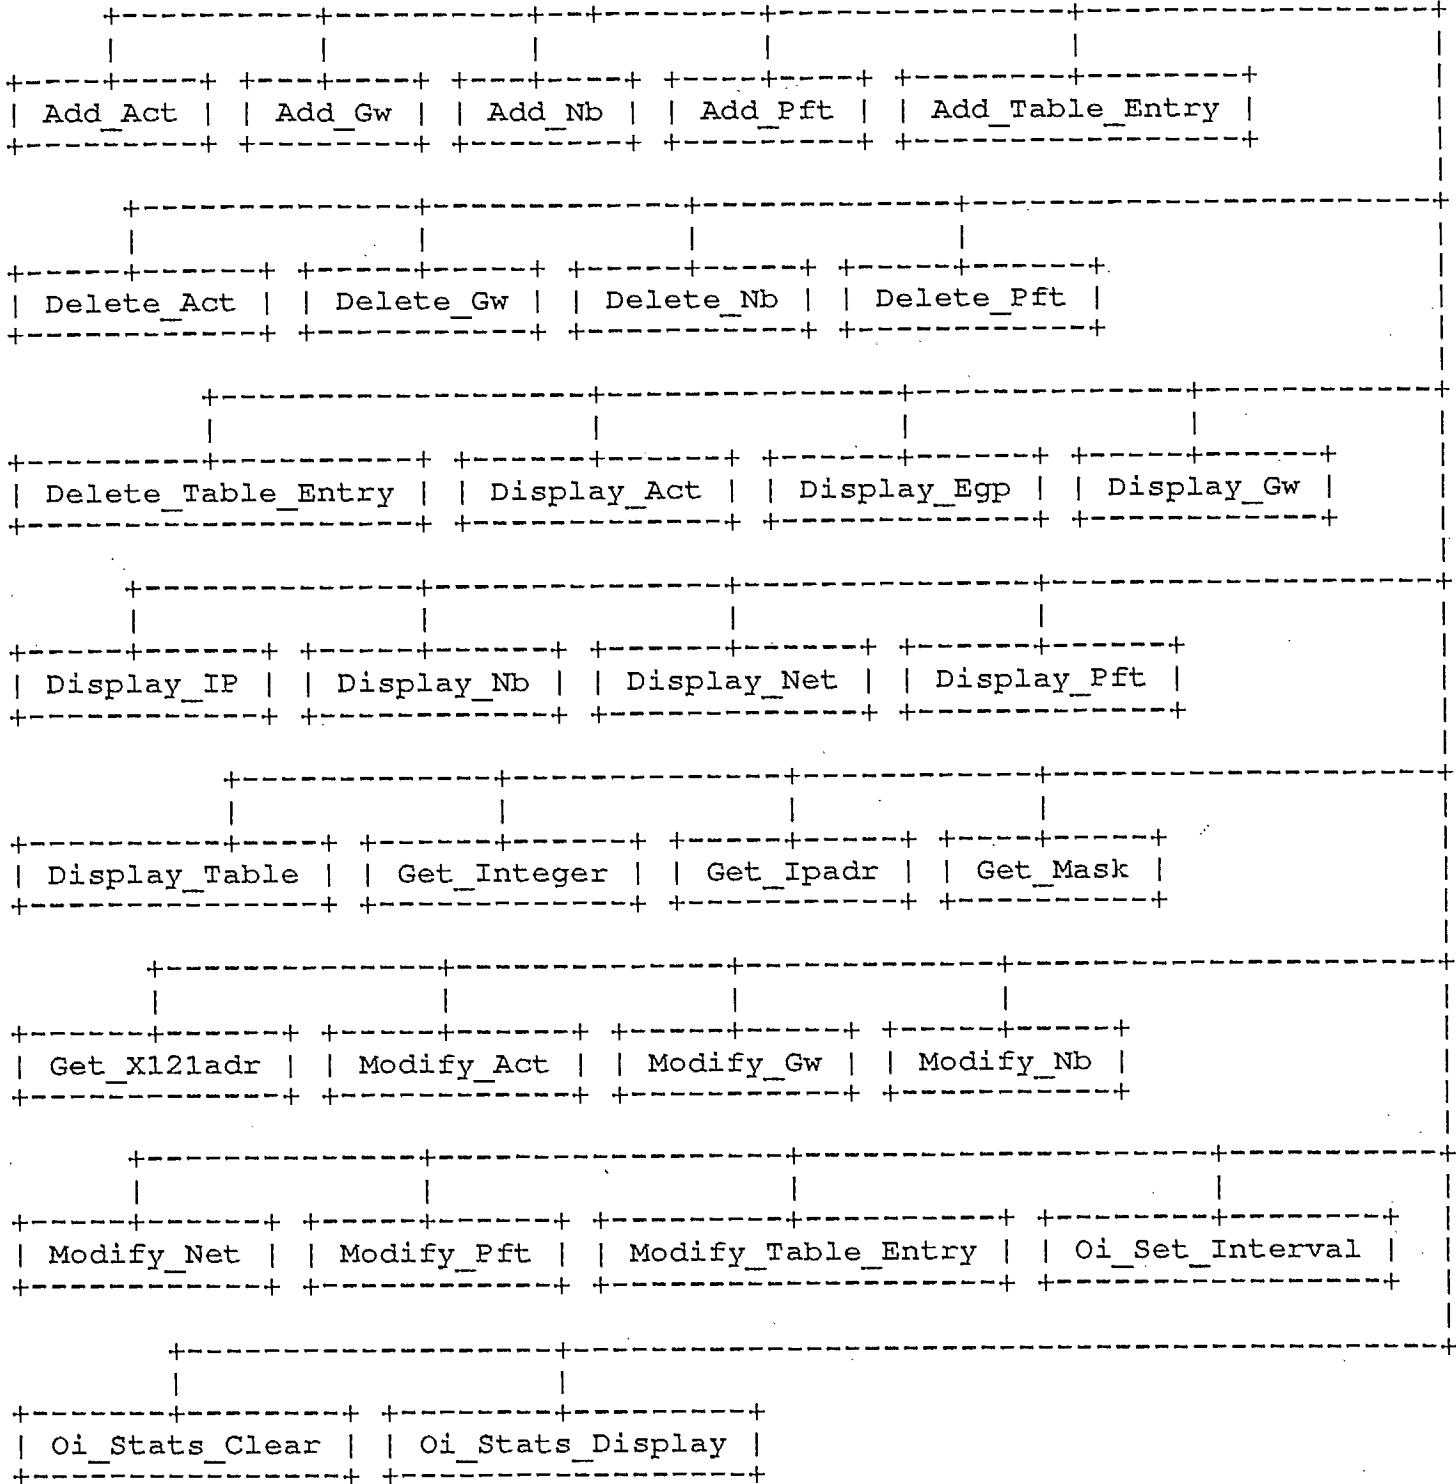 Add_Act Add_Gw Add_Nb Add_Pft Add_Table_Entry
Delete_Act Delete_Gw Delete_Nb Delete_Pft
Delete_Table_Entry Display_Act Display_Egp Display_Gw
Display_IP Display_Nb Display_Net Display_Pft
Display_Table Get_Integer Get_Ipadr Get_Mask
Get_X121adr Modify_Act Modify_Gw Modify_Nb
Modify_Net Modify_Pft Modify_Table_Entry Oi_Set_Interval
Oi_Stats_Clear Oi_Stats_Display